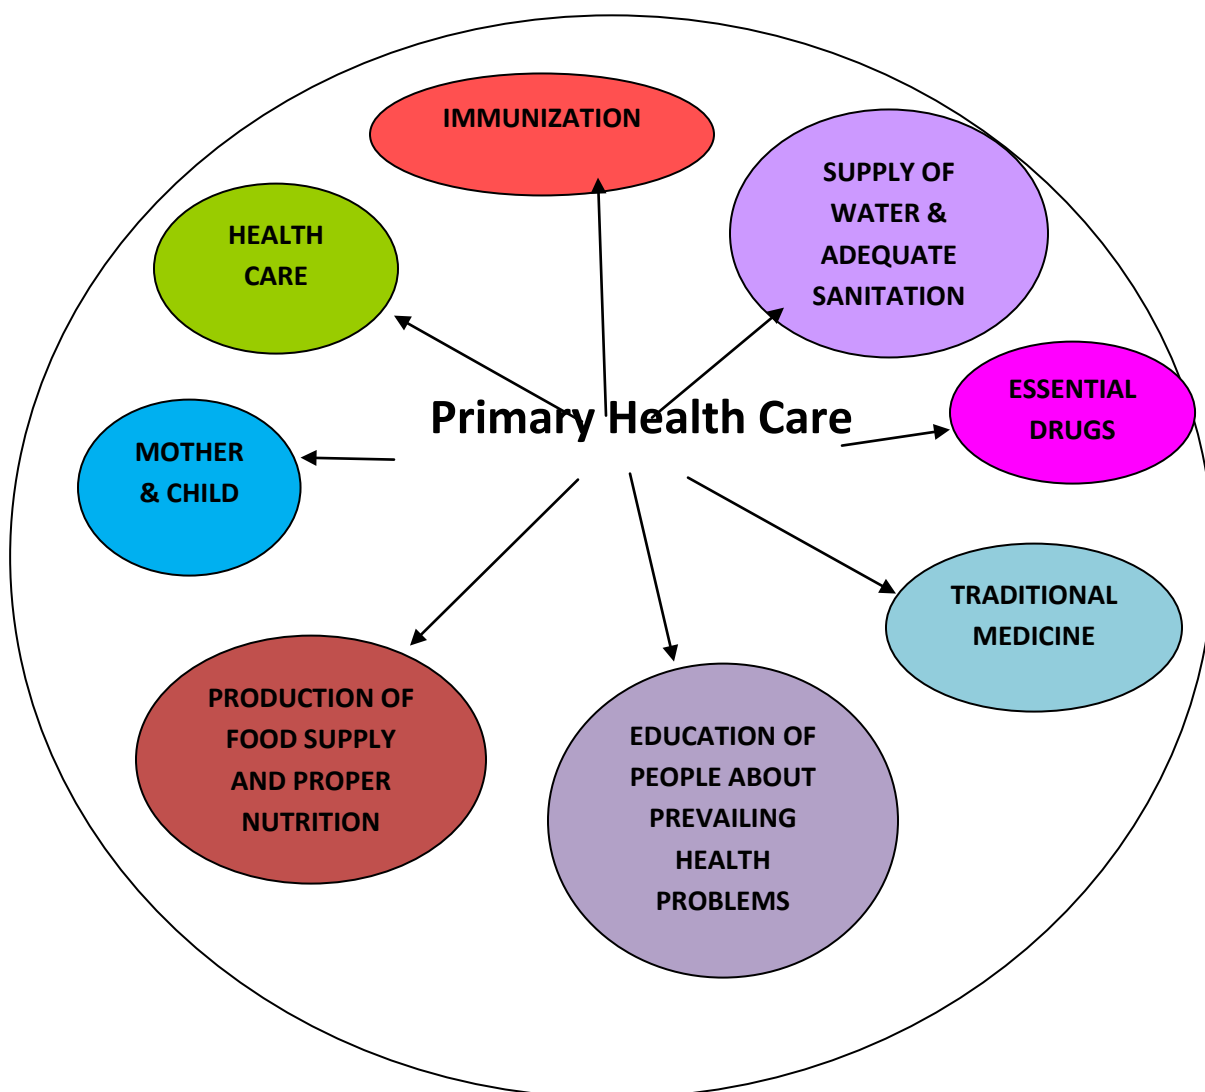 IMMUNIZATION
SUPPLY OF
WATER &
ADEQUATE
SANITATION
HEALTH
CARE
ESSENTIAL
DRUGS
Primary Health Care
MOTHER
& CHILD
TRADITIONAL
MEDICINE
PRODUCTION OF
FOOD SUPPLY
AND PROPER
NUTRITION
EDUCATION OF
PEOPLE ABOUT
PREVAILING
HEALTH
PROBLEMS